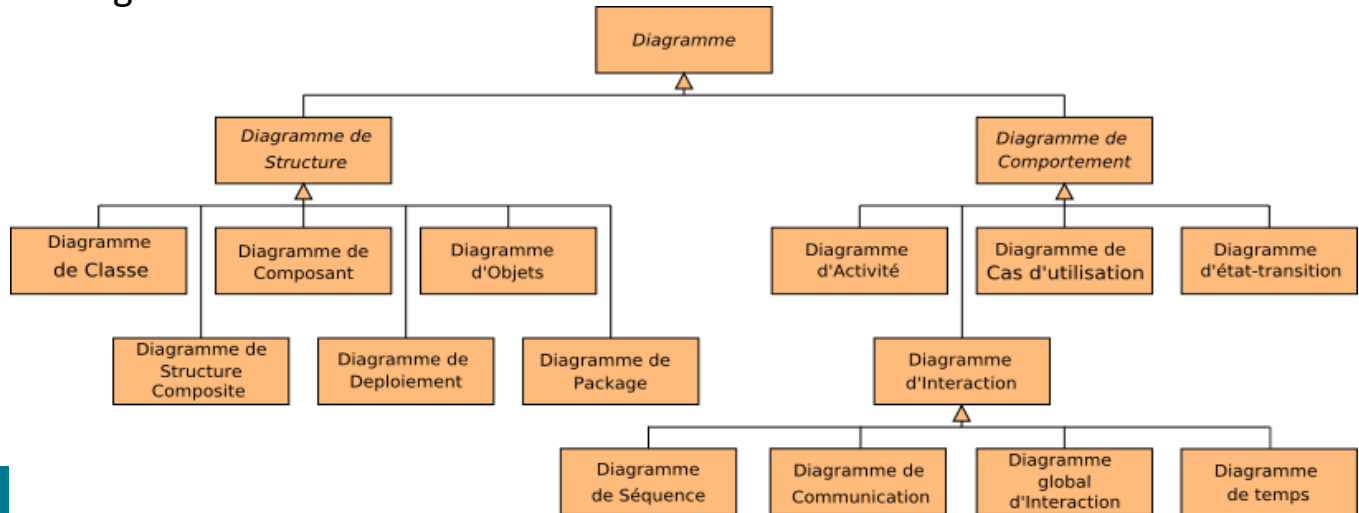 Diagramme
Diagramme de
Structure
Diagramme de
Comportement
Diagramme
de Classe
Diagramme de
Composant
Diagramme
d'Objets
Diagramme
d'Activité
Diagramme de
Cas d'utilisation
Diagramme
d'état-transition
Diagramme de
Structure
Composite
Diagramme de
Deploiement
Diagramme de
Package
Diagramme
d'Interaction
Diagramme
de Séquence
Diagramme de
Communication
Diagramme
global
d'Interaction
Diagramme
de temps